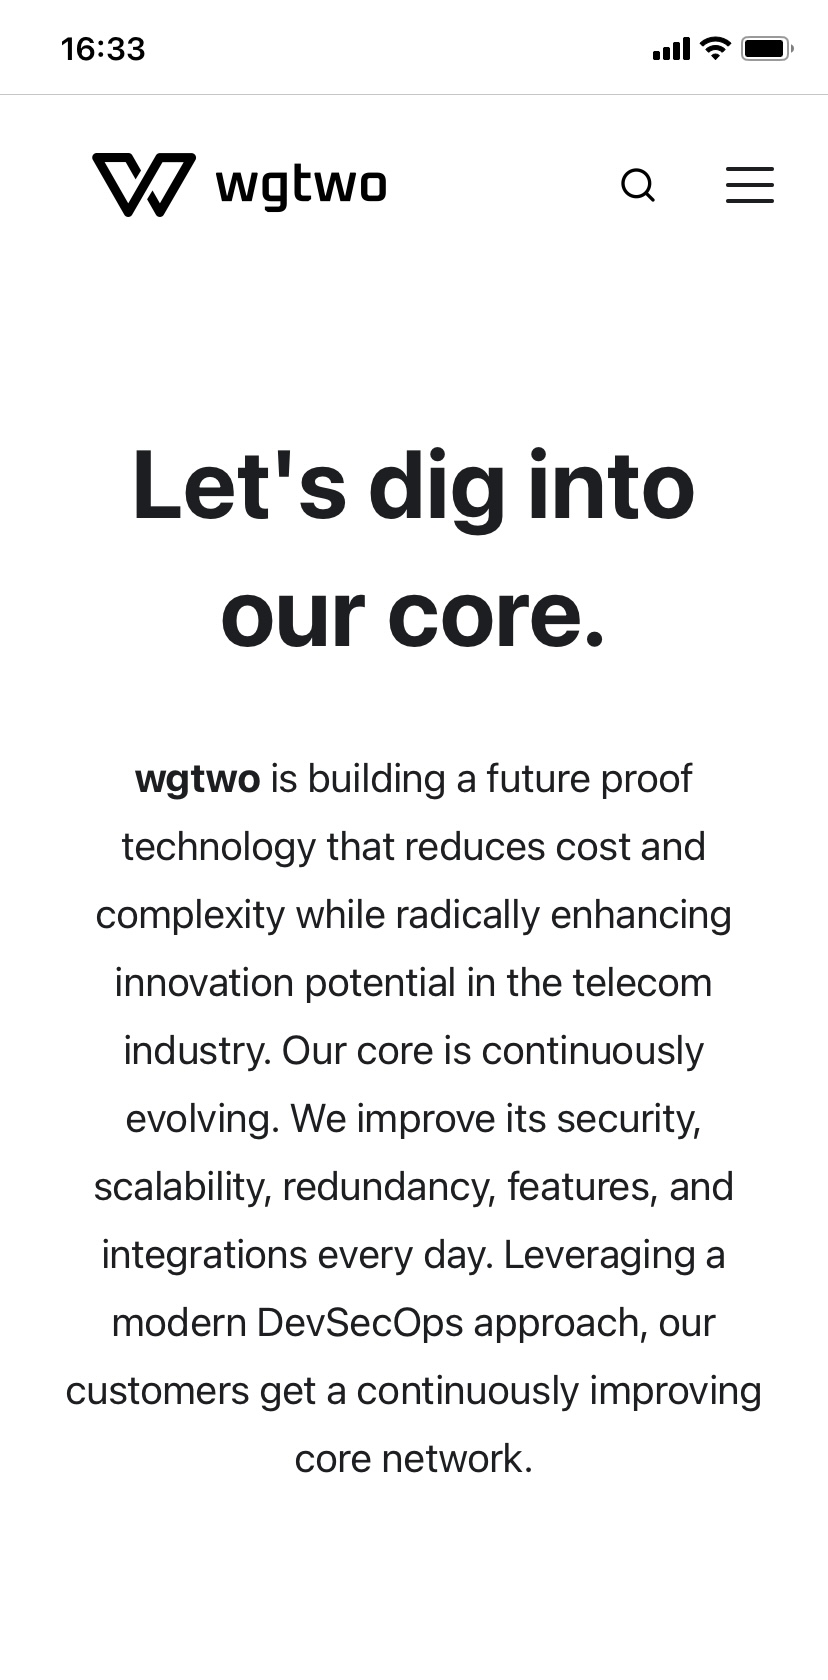 16:33
wgtwo
Let's dig into
our core.
wgtwo is building a future proof
technology that reduces cost and
complexity while radically enhancing
innovation potential in the telecom
industry. Our core is continuously
evolving. We improve its security,
scalability, redundancy, features, and
integrations every day. Leveraging a
modern DevSecOps approach, our
customers get a continuously improving
core network.